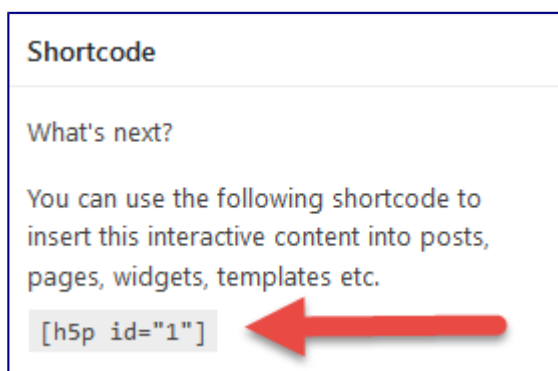 Shortcode
What's next?
You can use the following shortcode to
insert this interactive content into posts,
pages, widgets, templates etc.
[h5p id="1"]